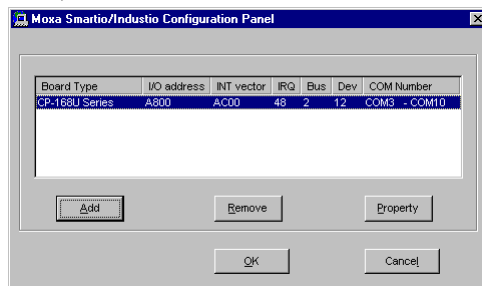 Moxa Smartio/Industio Configuration Panel
Board Type I/O address INT vector IRQ Bus Dev COM Number
CP-168U Series A800 AC00 48 2 12 COM3 - COM10
Add Remove Property
OK Cancel